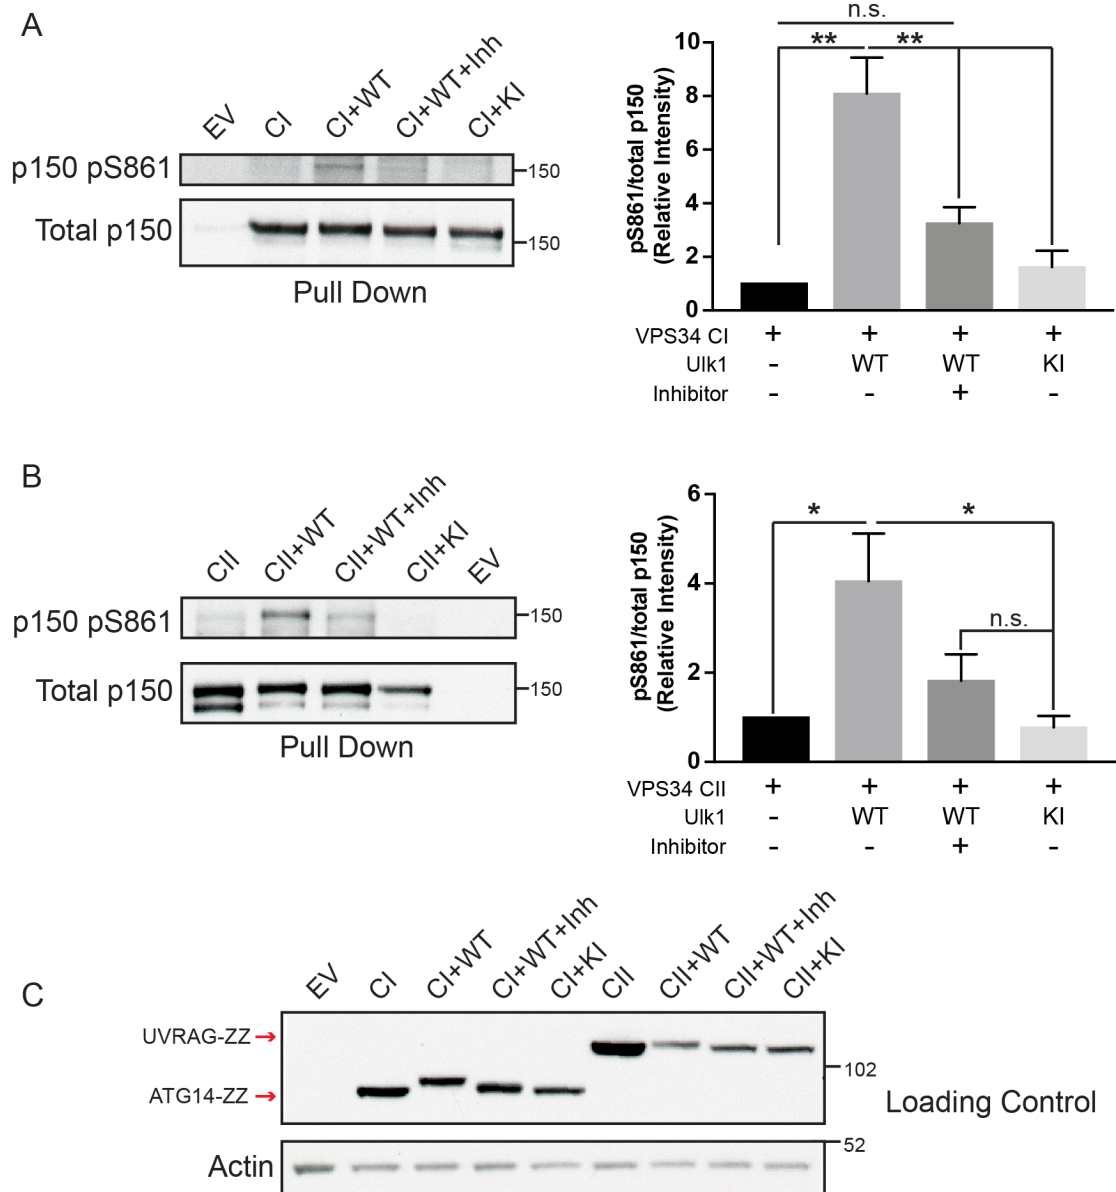 A
EV CI CI+WT CI+WT+Inh CI+KI
p150 pS861
150
Total p150
150
Pull Down
n.s.
** **
10
8
6
4
2
0
pS861/total p150
(Relative Intensity)
VPS34 CI + + + +
Ulk1 - WT WT KI
Inhibitor - - + -
B
CII CII+WT CII+WT+Inh CII+KI EV
p150 pS861
150
Total p150
150
Pull Down
* *
n.s.
6
4
2
0
pS861/total p150
(Relative Intensity)
VPS34 CII + + + +
Ulk1 - WT WT KI
Inhibitor - - + -
C
EV CI CI+WT CI+WT+Inh CI+KI CII CII+WT CII+WT+Inh CII+KI
UVRAG-ZZ →
102
ATG14-ZZ →
Loading Control
52
Actin